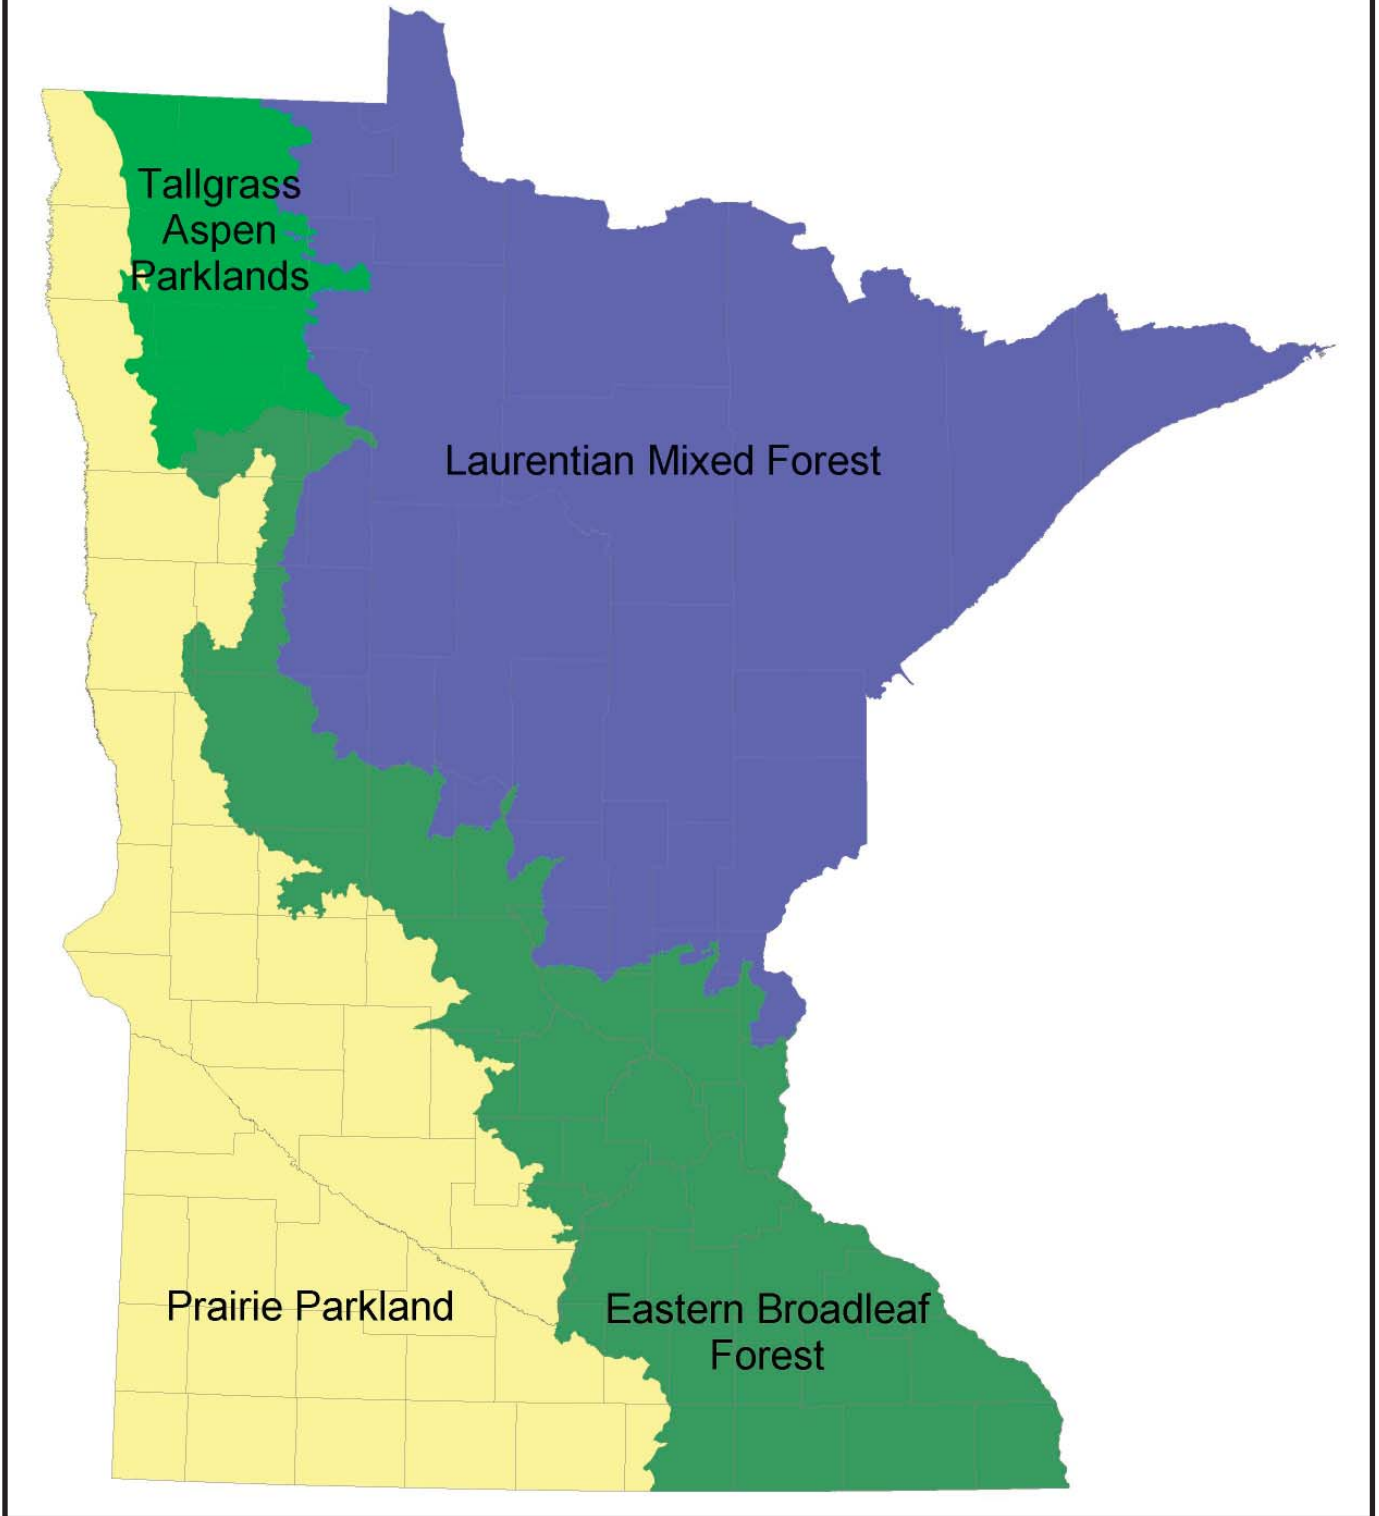 Tallgrass
Aspen
Parklands
Laurentian Mixed Forest
Prairie Parkland
Eastern Broadleaf
Forest